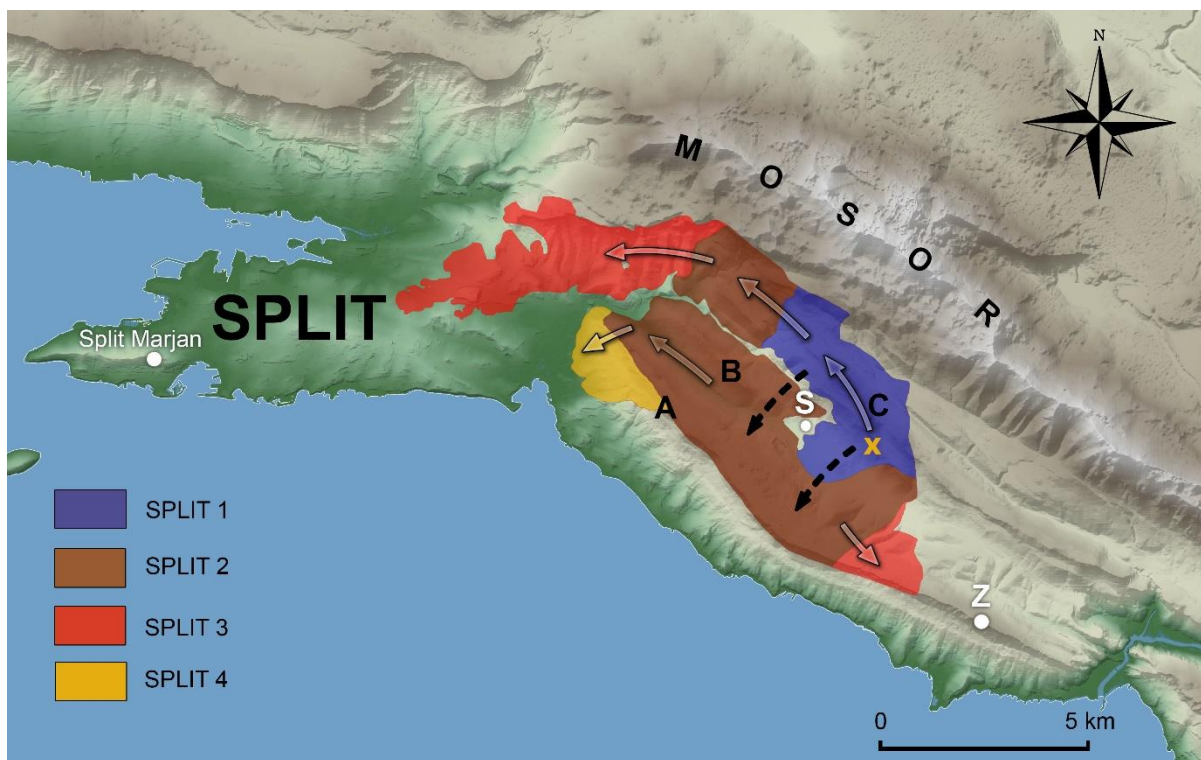 N
M O S O R
SPLIT
Split Marjan
B
A
S
C
x
SPLIT 1
SPLIT 2
SPLIT 3
SPLIT 4
Z
0 5 km